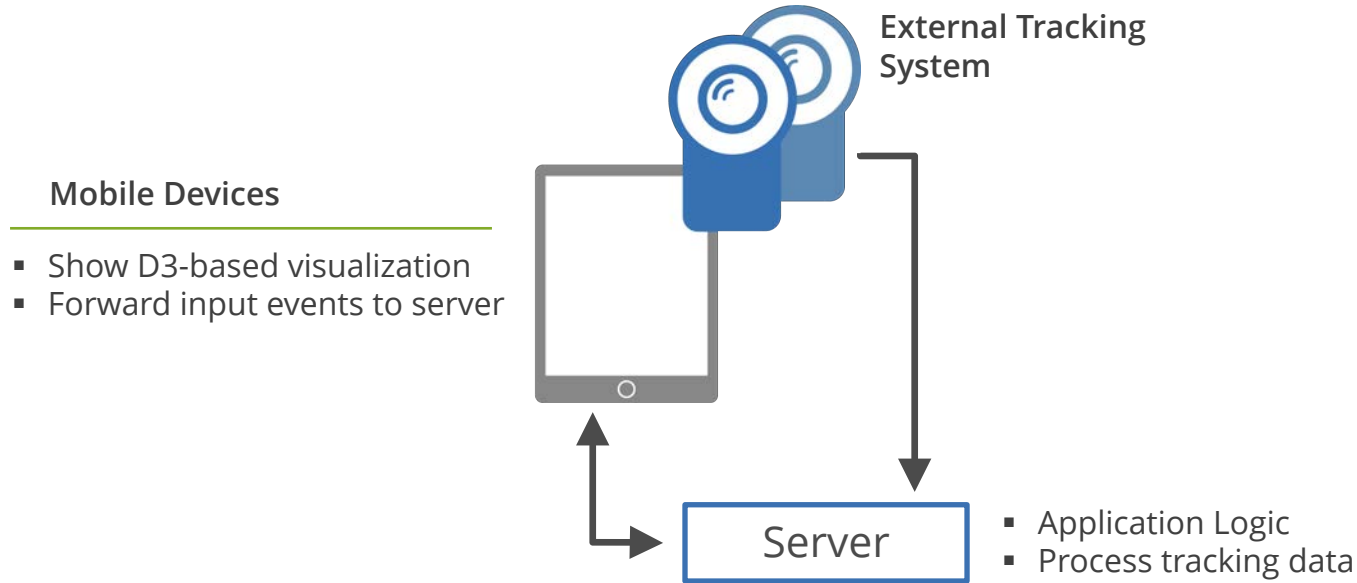 External Tracking
System
Mobile Devices
▪ Show D3-based visualization
▪ Forward input events to server
Server
▪ Application Logic
▪ Process tracking data